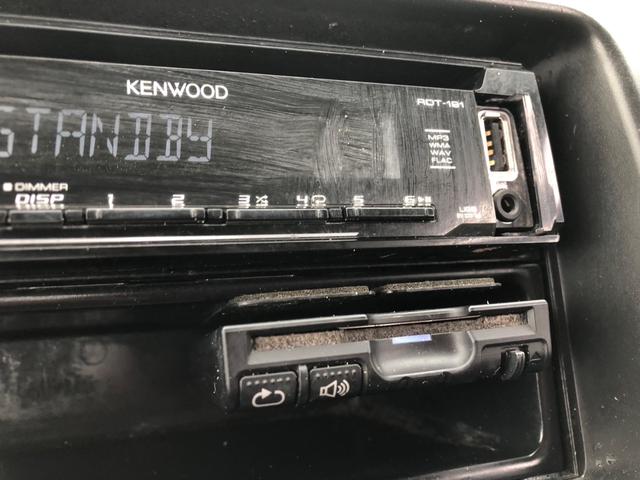 KENWOOD
RDT-191
STANDBY
MP3
WMA
WAV
FLAC
DIMMER
DISP 1 2 3 4 5 6
USB